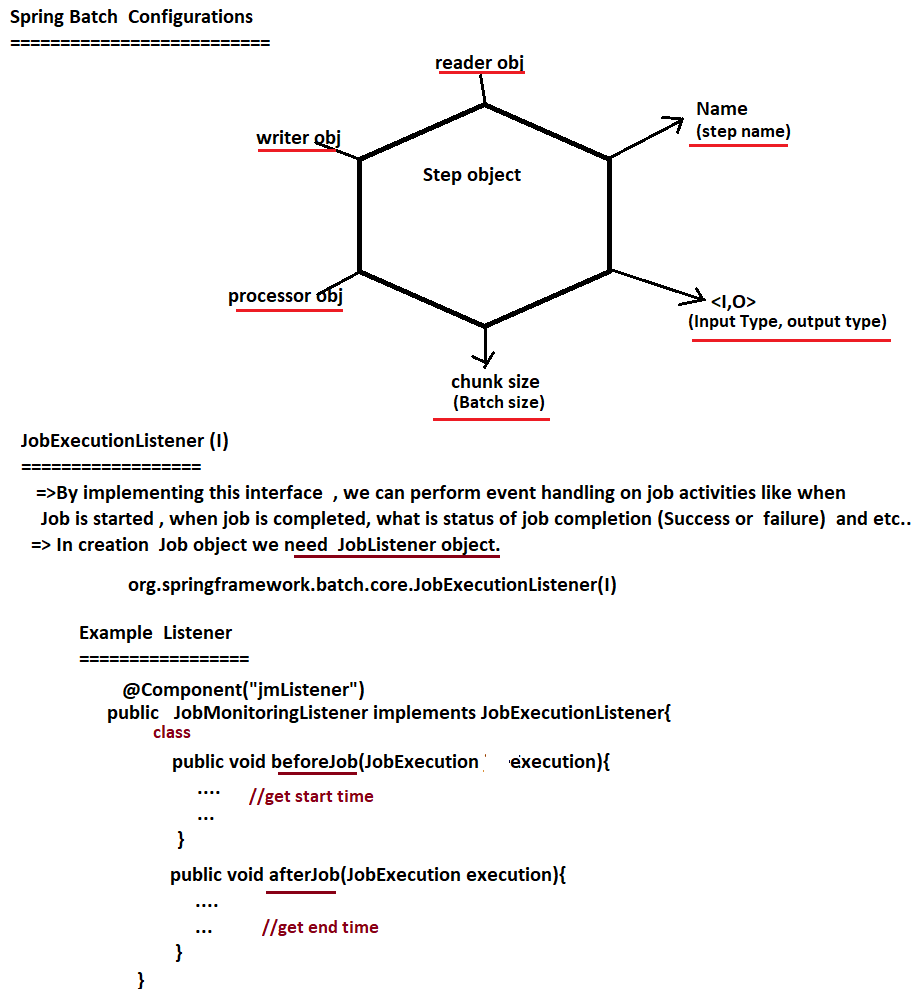 Spring Batch  Configurations
==========================
reader obj
Name
(step name)
writer obj
Step object
processor obj
<I,O>
(Input Type, output type)
chunk size
(Batch size)
JobExecutionListener (I)
==================
=>By implementing this interface  , we can perform event handling on job activities like when
Job is started , when job is completed, what is status of job completion (Success or  failure)  and etc..
=> In creation  Job object we need  JobListener object.
org.springframework.batch.core.JobExecutionListener(I)
Example  Listener
=================
@Component("jmListener")
public   JobMonitoringListener implements JobExecutionListener{
class
public void beforeJob(JobExecution execution){
....
//get start time
...
}
public void afterJob(JobExecution execution){
....
... //get end time
}
}